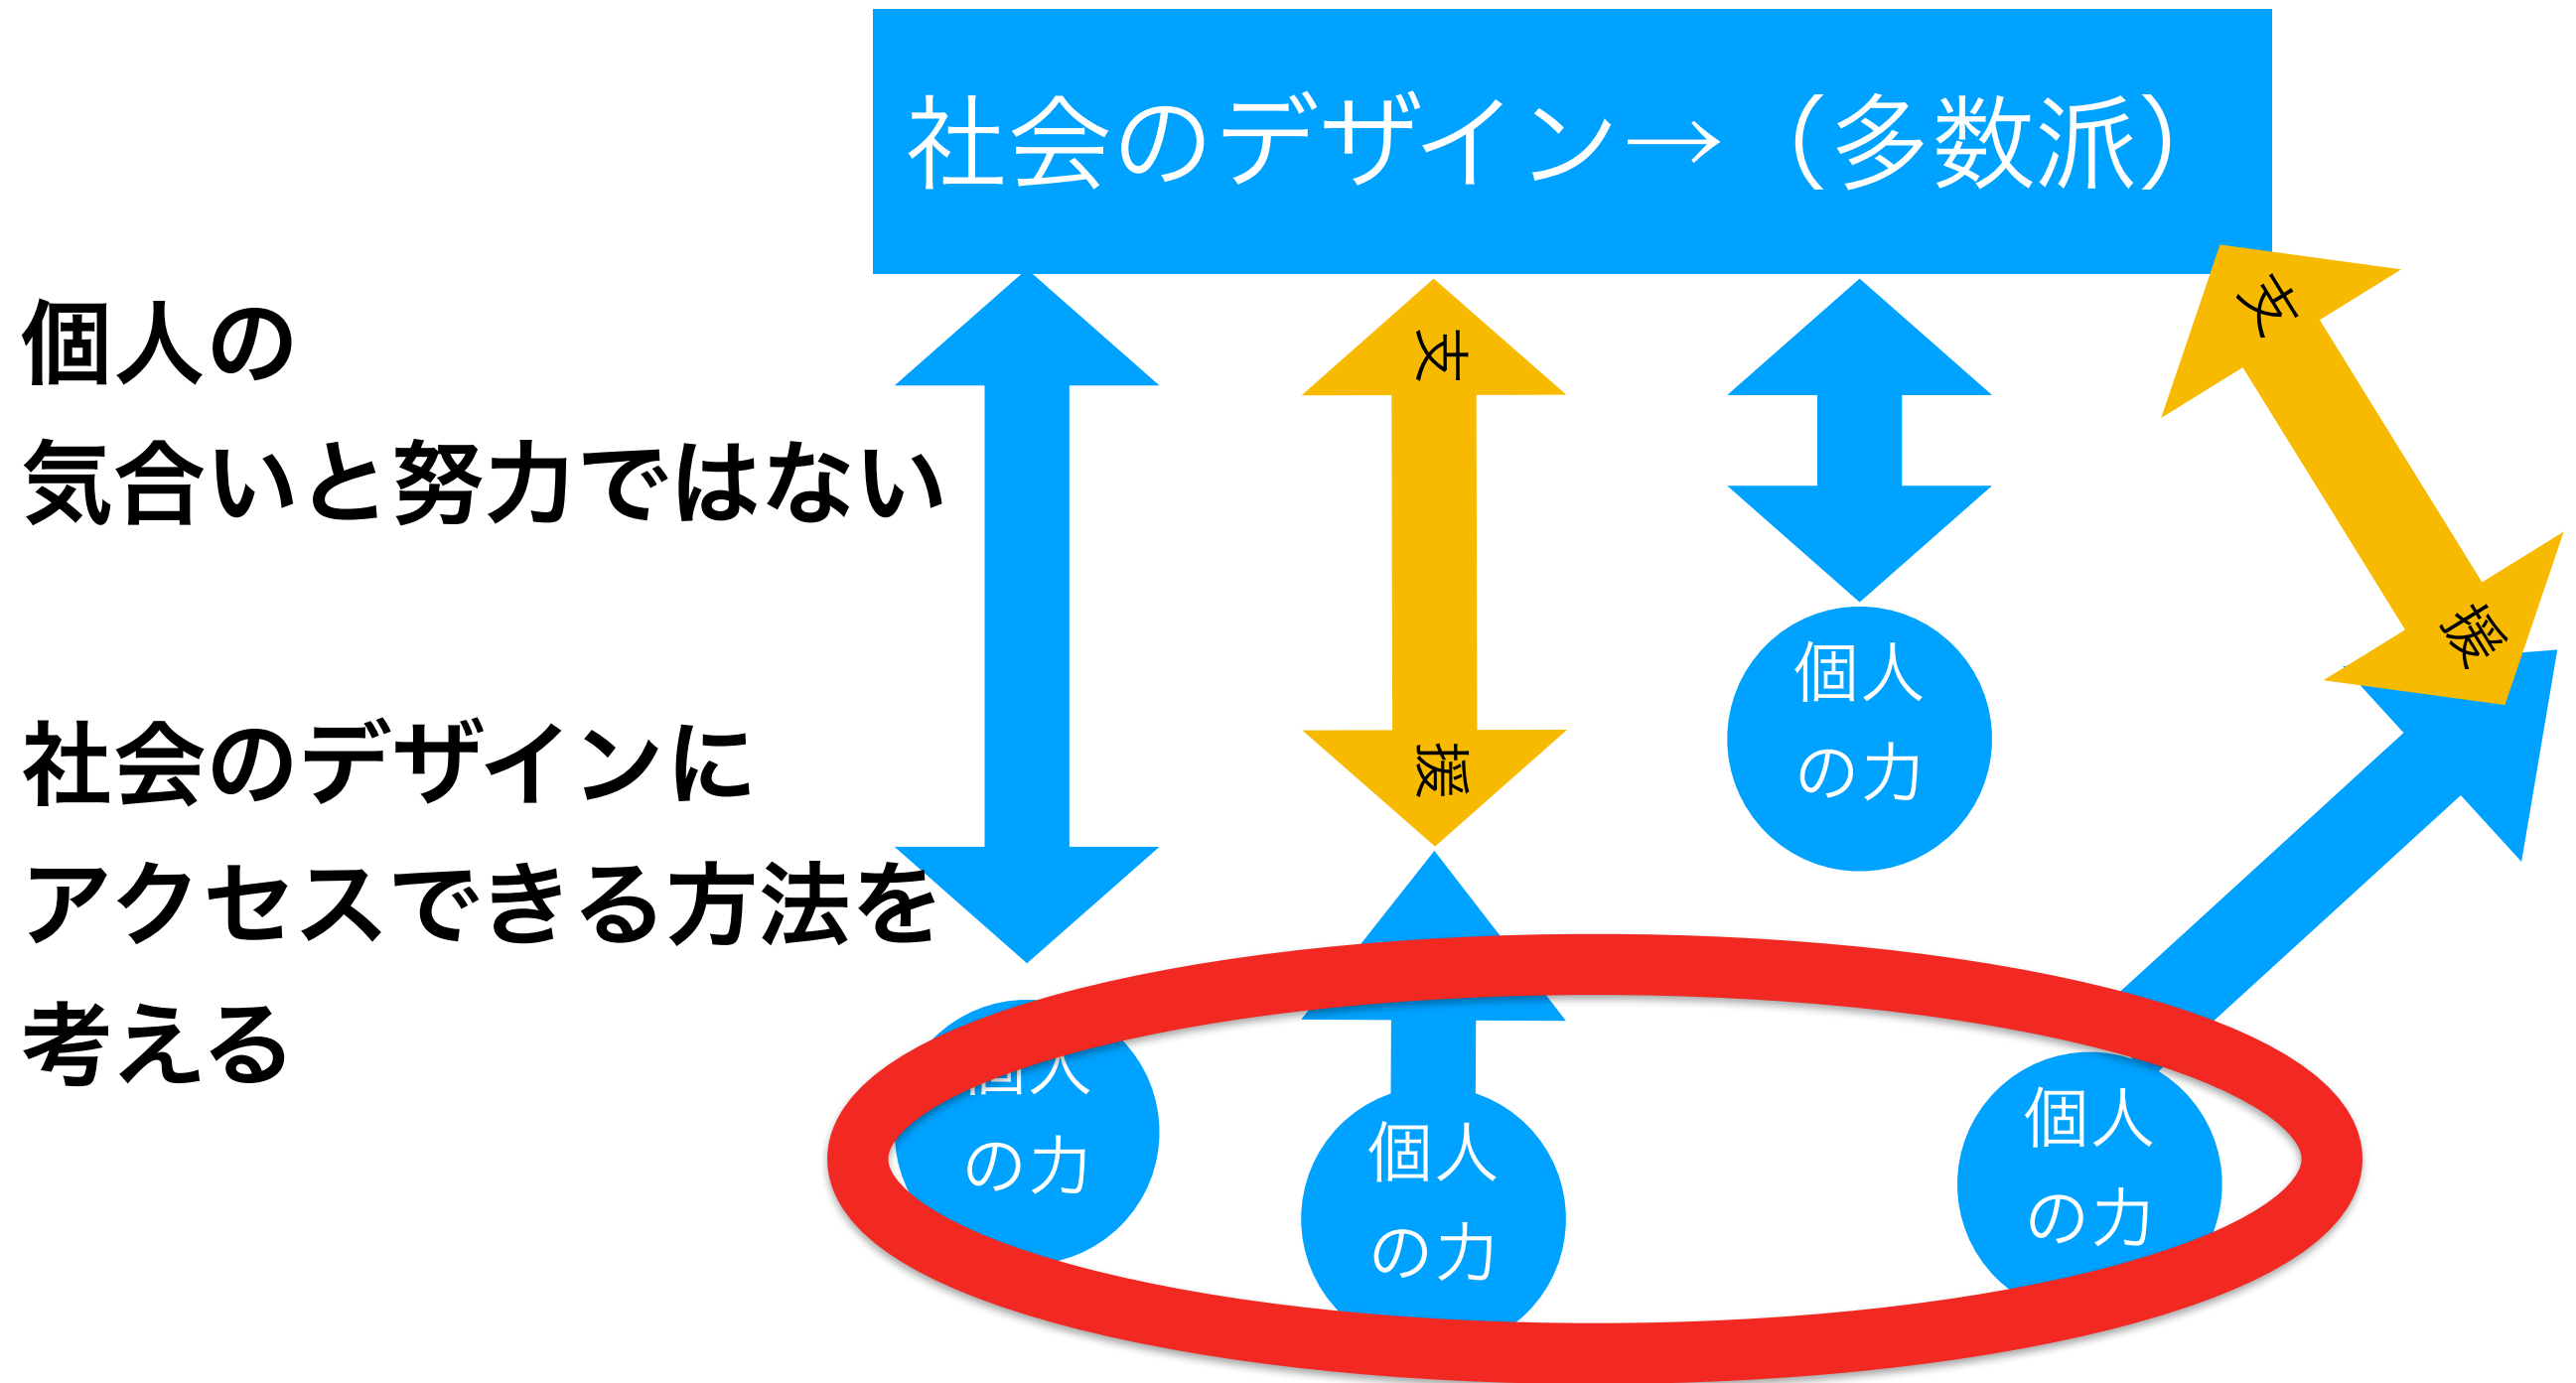 社会のデザイン→（多数派）
個人の
気合いと努力ではない
社会のデザインに
アクセスできる方法を
考える
支
援
個人
の力
支
援
個人
の力
個人
の力
個人
の力